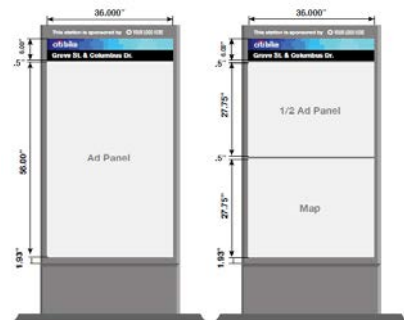 36.000"
This station is sponsored by
citibike
Grove St. & Columbus Dr.
6.00"
.5"
56.00"
Ad Panel
1.93"
36.000"
This station is sponsored by
citibike
Grove St. & Columbus Dr.
6.00"
.5"
27.75"
1/2 Ad Panel
.5"
27.75"
Map
1.93"